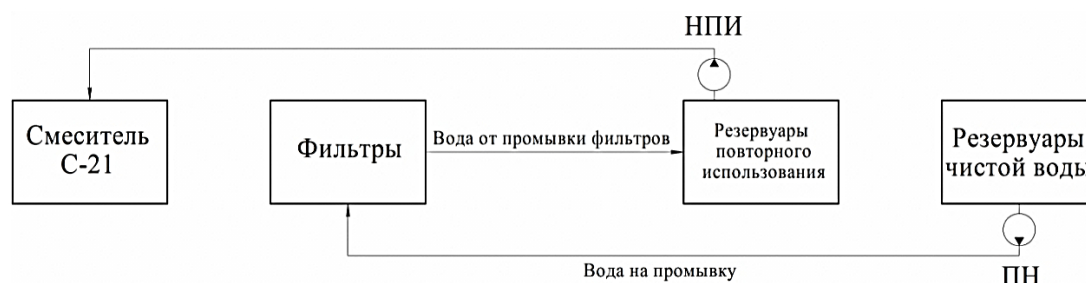 НПИ
Смеситель
С-21
Фильтры
Вода от промывки фильтров
Резервуары
повторного
использования
Резервуары
чистой воды
Вода на промывку
ПН